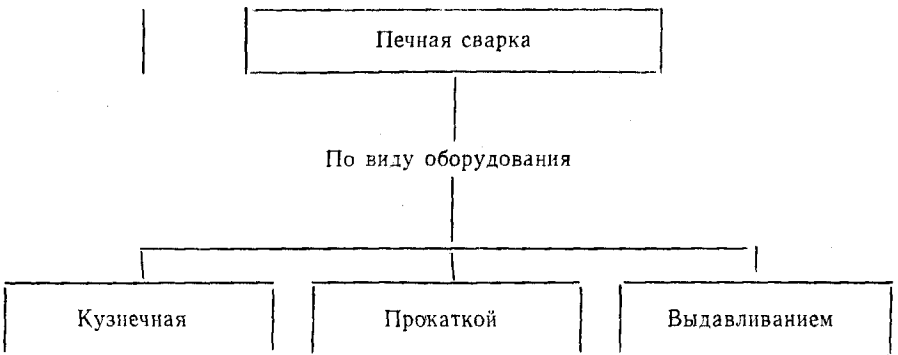 Печная сварка
По виду оборудования
Кузнечная
Прокаткой
Выдавливанием